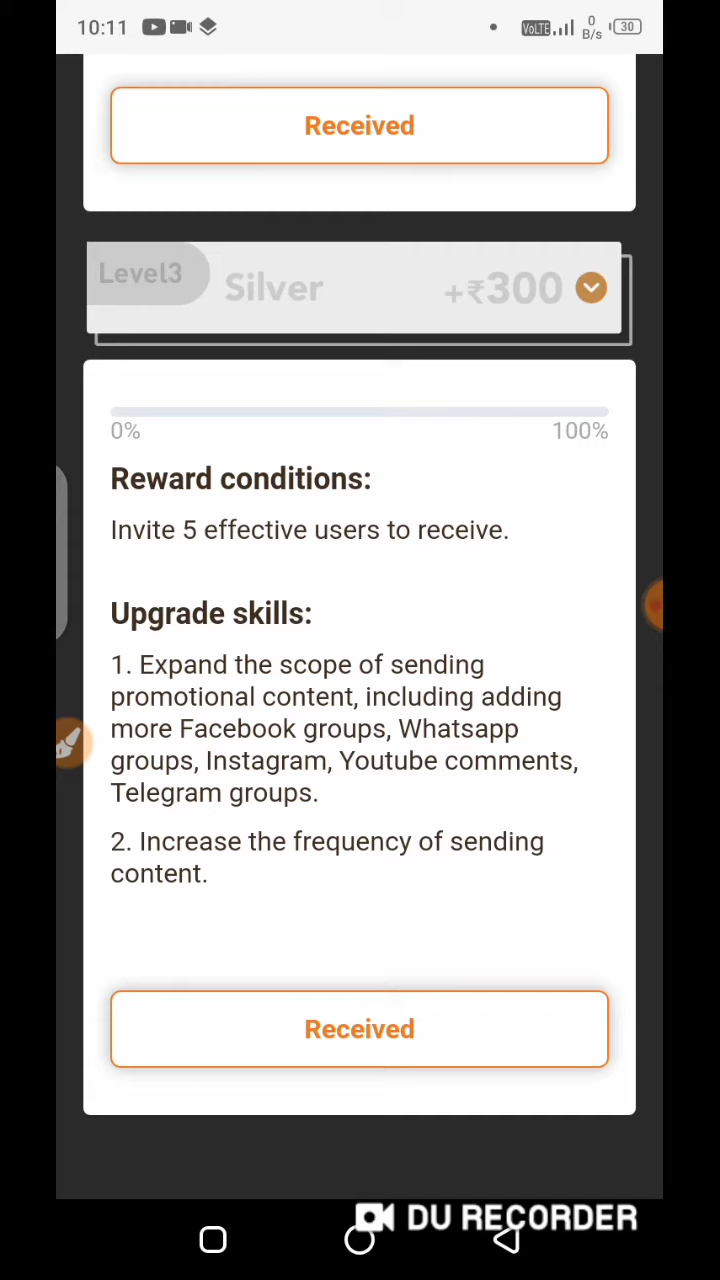 10:11
VoLTE
0
B/s
30
Received
Level3
Silver
+₹300
0%
100%
Reward conditions:
Invite 5 effective users to receive.
Upgrade skills:
1. Expand the scope of sending
promotional content, including adding
more Facebook groups, Whatsapp
groups, Instagram, Youtube comments,
Telegram groups.
2. Increase the frequency of sending
content.
Received
DU RECORDER